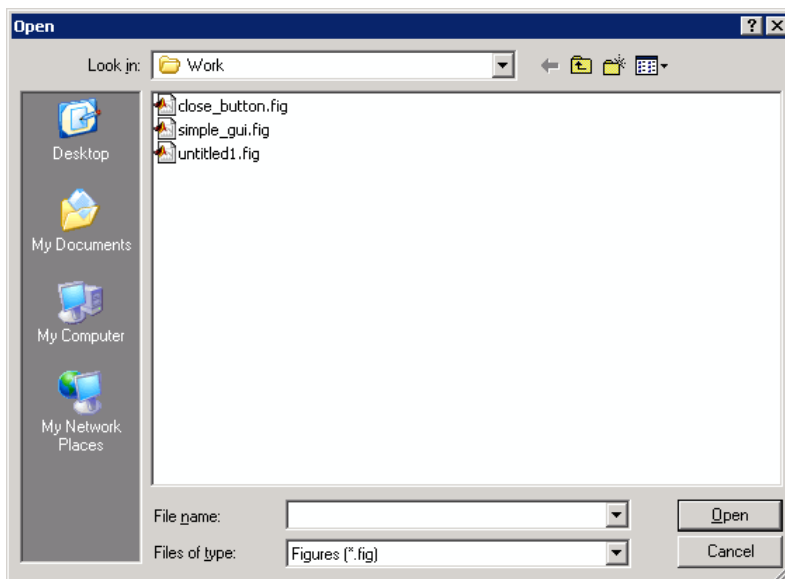 Open
Look in: Work
close_button.fig
simple_gui.fig
untitled1.fig
Desktop
My Documents
My Computer
My Network
Places
File name:
Open
Files of type: Figures (*.fig)
Cancel